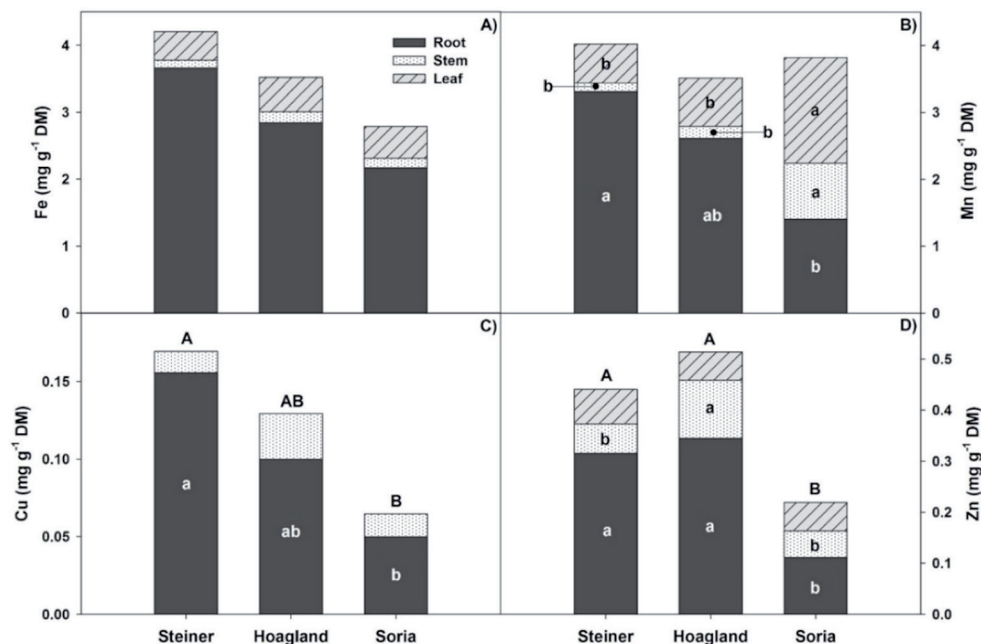 A)
4
3
2
1
0
Fe (mg g⁻¹ DM)
Root
Stem
Leaf
B)
b
b
a
b
b
ab
a
a
b
4
3
2
1
0
Mn (mg g⁻¹ DM)
C)
0.15
0.10
0.05
0.00
Cu (mg g⁻¹ DM)
A
a
AB
ab
B
b
Steiner
Hoagland
Soria
D)
A
b
a
A
a
a
B
b
b
0.5
0.4
0.3
0.2
0.1
0.0
Zn (mg g⁻¹ DM)
Steiner
Hoagland
Soria